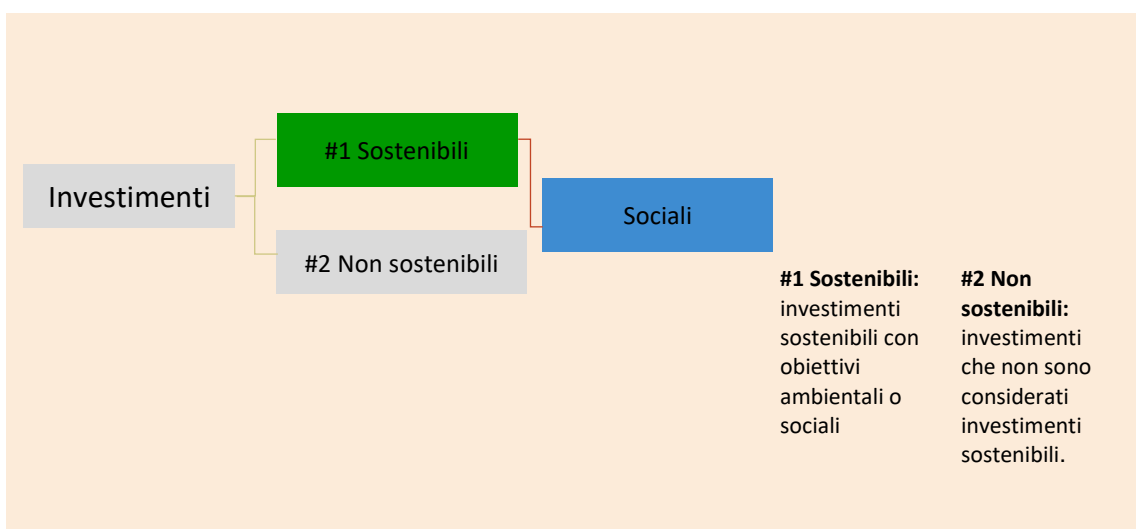 #1 Sostenibili
Investimenti
Sociali
#2 Non sostenibili
#1 Sostenibili:
investimenti
sostenibili con
obiettivi
ambientali o
sociali
#2 Non
sostenibili:
investimenti
che non sono
considerati
investimenti
sostenibili.